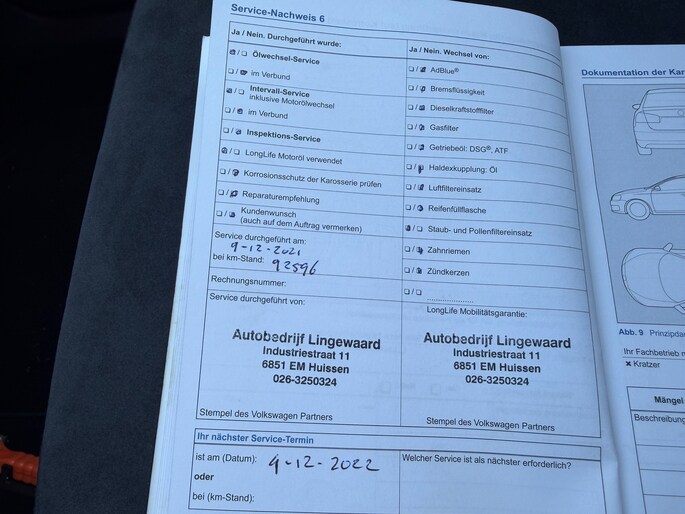 Service-Nachweis 6
Ja / Nein. Durchgeführt wurde:
Ölwechsel-Service
im Verbund
Intervall-Service
inklusive Motorölwechsel
im Verbund
Inspektions-Service
LongLife Motoröl verwendet
Korrosionsschutz der Karosserie prüfen
Reparaturempfehlung
Kundenwunsch
(auch auf dem Auftrag vermerken)
Service durchgeführt am:
9-12-2021
bei km-Stand: 92596
Rechnungsnummer:
Service durchgeführt von:
Autobedrijf Lingewaard
Industriestraat 11
6851 EM Huissen
026-3250324
Stempel des Volkswagen Partners
Ja / Nein. Wechsel von:
AdBlue®
Bremsflüssigkeit
Dieselkraftstofffilter
Gasfilter
Getriebeöl: DSG®, ATF
Haldexkupplung: Öl
Luftfiltereinsatz
Reifenfüllflasche
Staub- und Pollenfiltereinsatz
Zahnriemen
Zündkerzen
LongLife Mobilitätsgarantie:
Autobedrijf Lingewaard
Industriestraat 11
6851 EM Huissen
026-3250324
Stempel des Volkswagen Partners
Ihr nächster Service-Termin
ist am (Datum): 9-12-2022
oder
bei (km-Stand):
Welcher Service ist als nächster erforderlich?
Dokumentation der
Abb. 9
Ihr Fachbetrieb
× Kratzer
Mängel